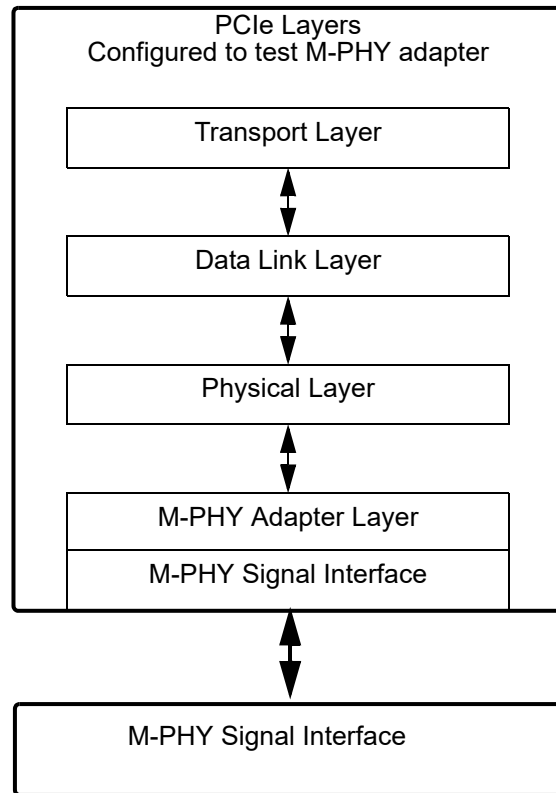 PCIe Layers
Configured to test M-PHY adapter
Transport Layer
Data Link Layer
Physical Layer
M-PHY Adapter Layer
M-PHY Signal Interface
M-PHY Signal Interface